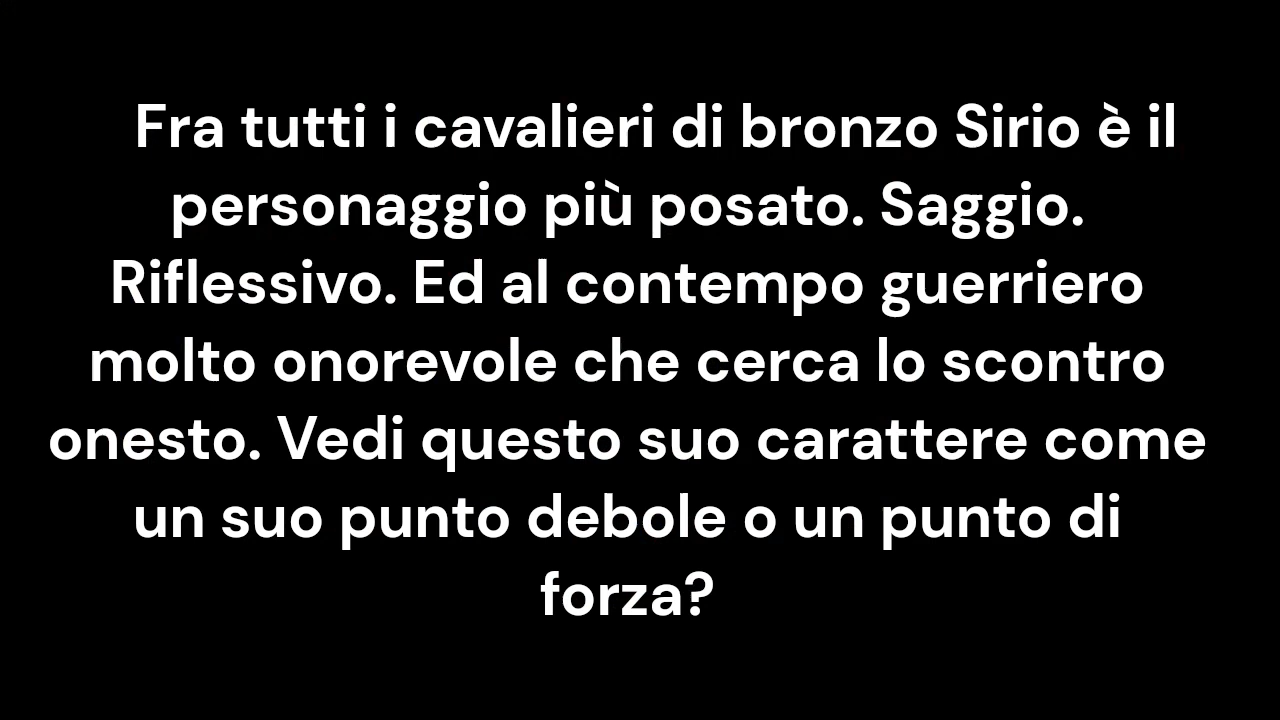 Fra tutti i cavalieri di bronzo Sirio è il
personaggio più posato. Saggio.
Riflessivo. Ed al contempo guerriero
molto onorevole che cerca lo scontro
onesto. Vedi questo suo carattere come
un suo punto debole o un punto di
forza?